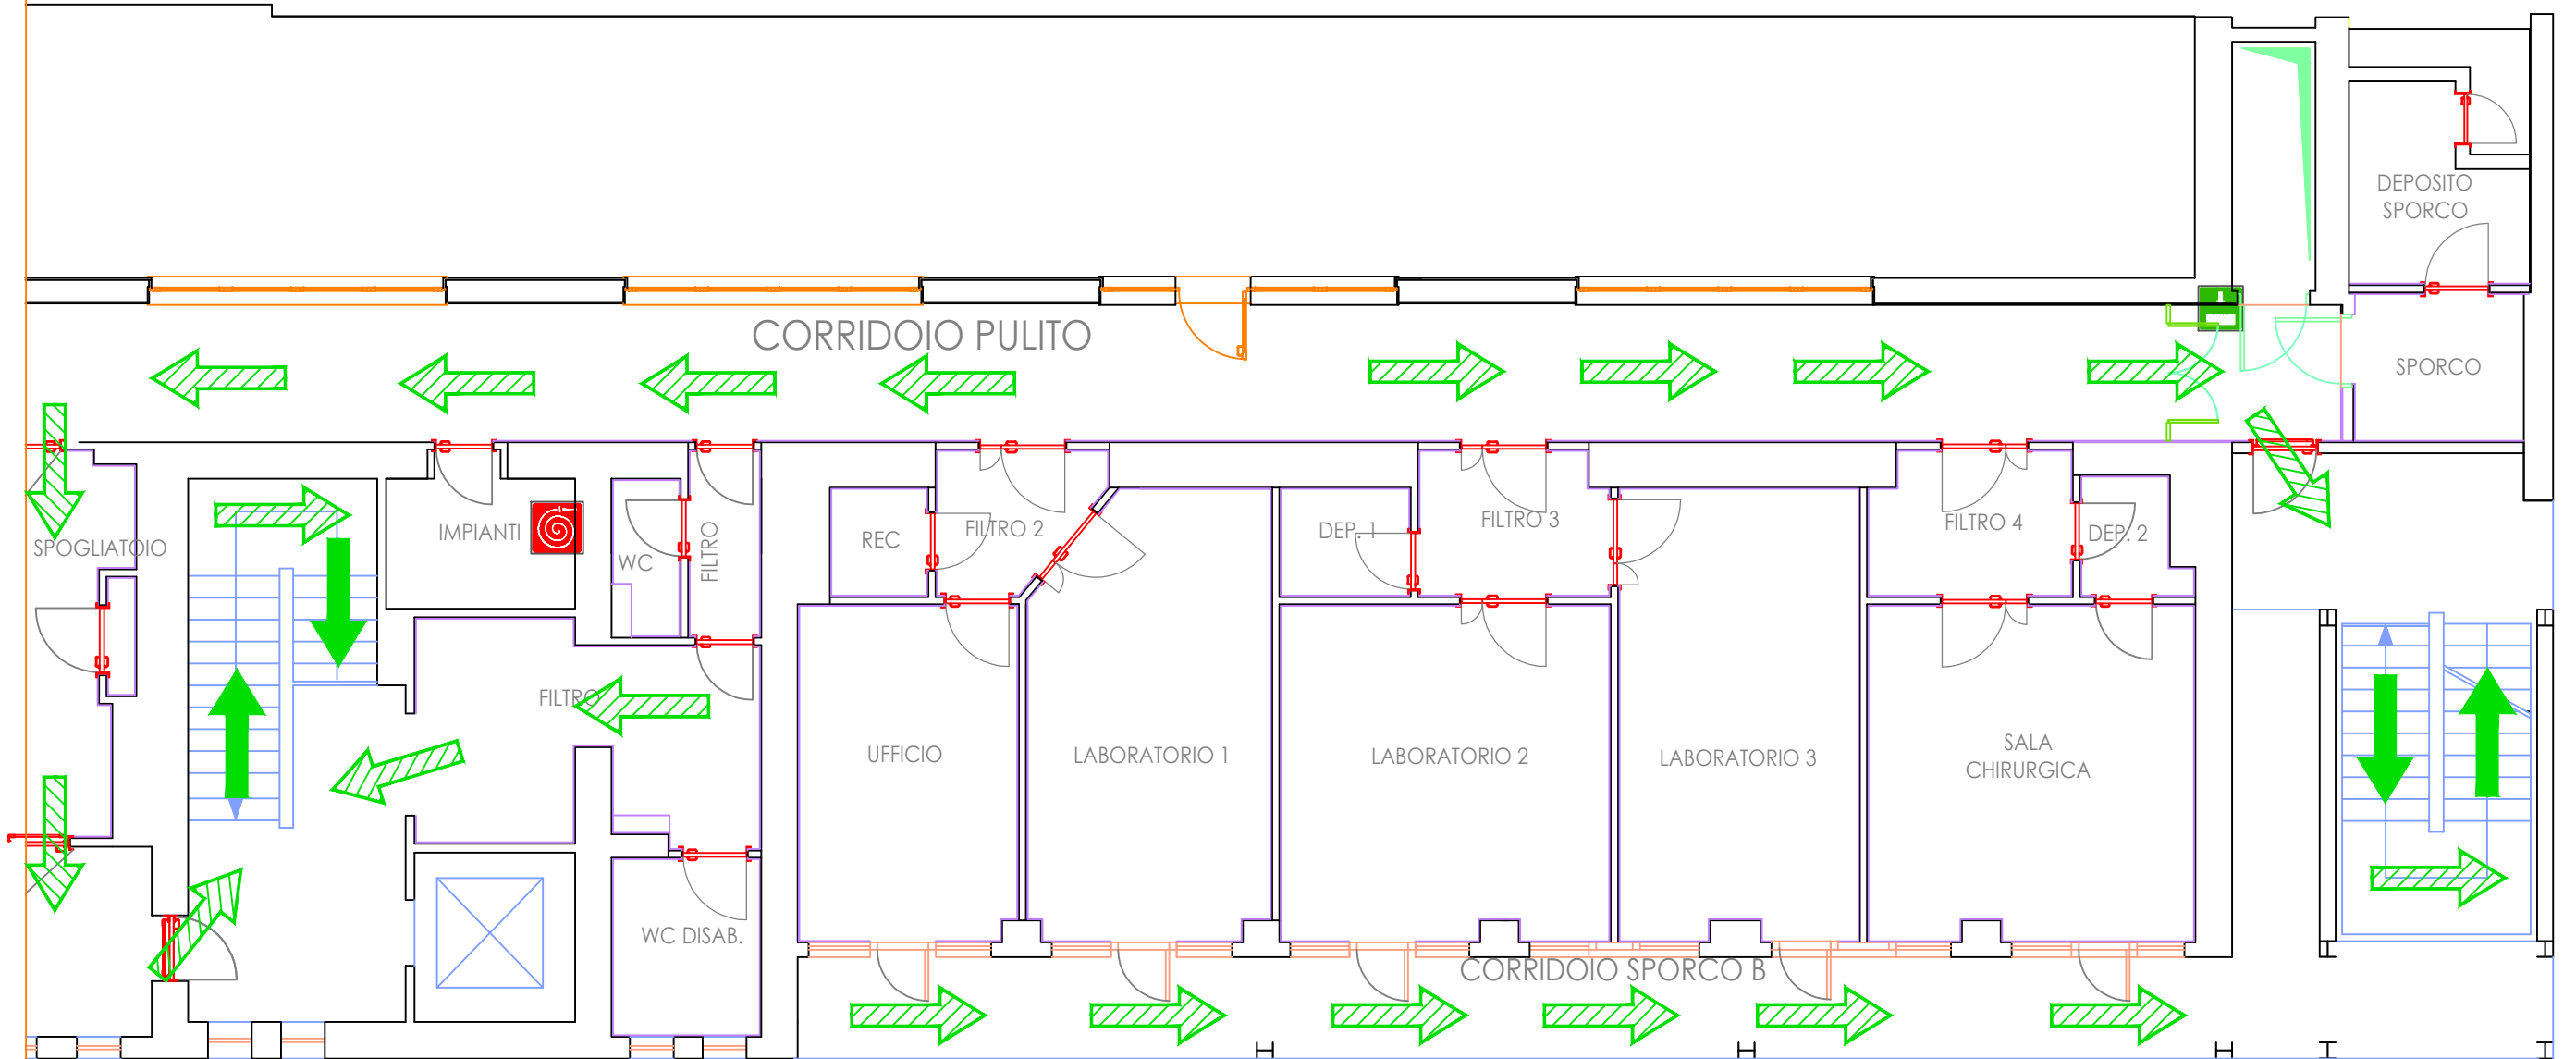 DEPOSITO
SPORCO
CORRIDOIO PULITO
SPORCO
SPOGLIATOIO
IMPIANTI
WC
FILTRO
REC
FILTRO 2
DEP. 1
FILTRO 3
FILTRO 4
DEP. 2
FILTRO
UFFICIO
LABORATORIO 1
LABORATORIO 2
LABORATORIO 3
SALA
CHIRURGICA
WC DISAB.
CORRIDOIO SPORCO B